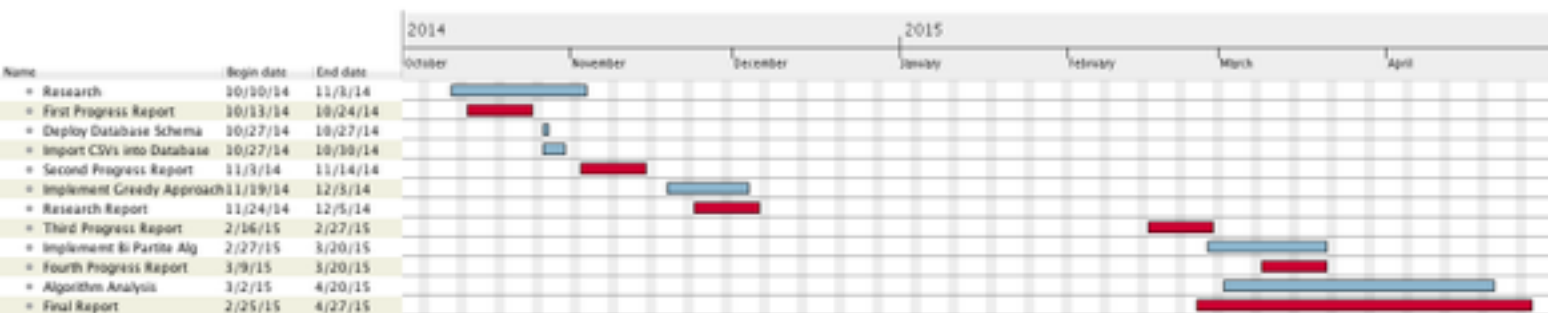 2014 2015
October November December January February March April
Name Begin date End date
Research 10/10/14 11/3/14
First Progress Report 10/13/14 10/24/14
Deploy Database Schema 10/27/14 10/27/14
Import CSVs into Database 10/27/14 10/30/14
Second Progress Report 11/3/14 11/14/14
Implement Greedy Approach 11/19/14 12/3/14
Research Report 11/24/14 12/5/14
Third Progress Report 2/16/15 2/27/15
Implememt Bi Partite Alg 2/27/15 3/20/15
Fourth Progress Report 3/9/15 3/20/15
Algorithm Analysis 3/2/15 4/20/15
Final Report 2/25/15 4/27/15